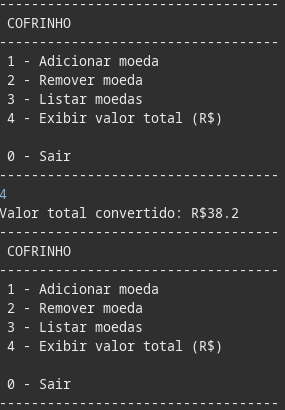 -----------------------------------
COFRINHO
-----------------------------------
1 - Adicionar moeda
2 - Remover moeda
3 - Listar moedas
4 - Exibir valor total (R$)
0 - Sair
-----------------------------------
4
Valor total convertido: R$38.2
-----------------------------------
COFRINHO
-----------------------------------
1 - Adicionar moeda
2 - Remover moeda
3 - Listar moedas
4 - Exibir valor total (R$)
0 - Sair
-----------------------------------